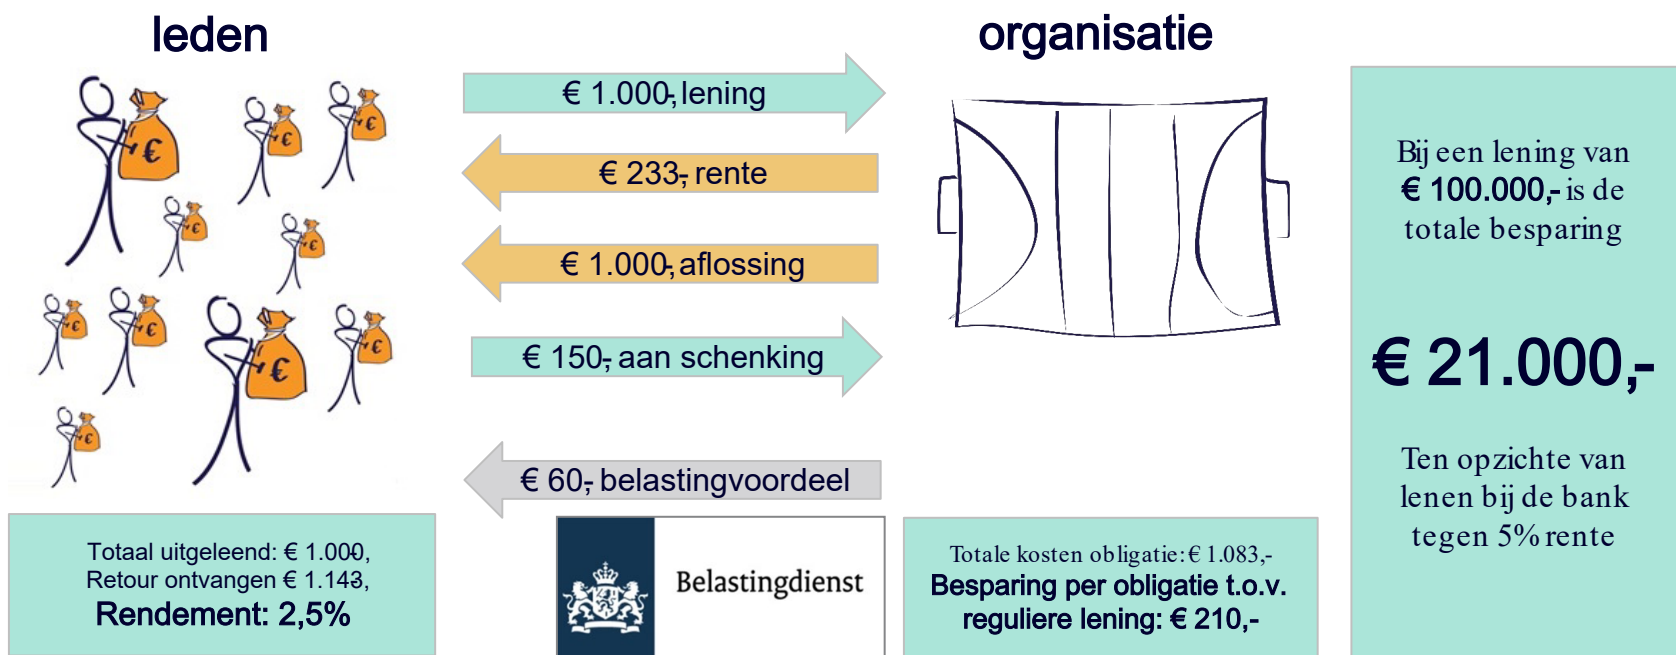 leden
organisatie
€ 1.000,- lening
€ 233,- rente
€ 1.000,- aflossing
€ 150,- aan schenking
€ 60,- belastingvoordeel
Totaal uitgeleend: € 1.000,-
Retour ontvangen € 1.143,-
Rendement: 2,5%
Belastingdienst
Totale kosten obligatie: € 1.083,-
Besparing per obligatie t.o.v.
reguliere lening: € 210,-
Bij een lening van
€ 100.000,- is de
totale besparing
€ 21.000,-
Ten opzichte van
lenen bij de bank
tegen 5% rente
€
€
€
€
€
€
€
€
€
€